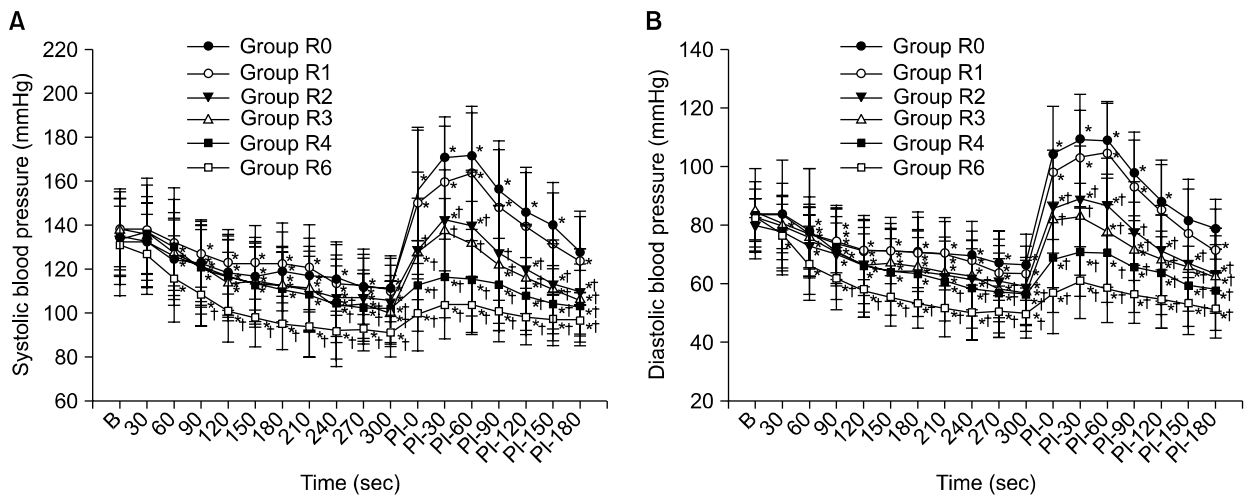 A
Systolic blood pressure (mmHg)
220
200
180
160
140
120
100
80
60
Group R0
Group R1
Group R2
Group R3
Group R4
Group R6
B 30 60 90 120 150 180 210 240 270 300 PI-0 PI-30 PI-60 PI-90 PI-120 PI-150 PI-180
Time (sec)
B
Diastolic blood pressure (mmHg)
140
120
100
80
60
40
20
Group R0
Group R1
Group R2
Group R3
Group R4
Group R6
B 30 60 90 120 150 180 210 240 270 300 PI-0 PI-30 PI-60 PI-90 PI-120 PI-150 PI-180
Time (sec)